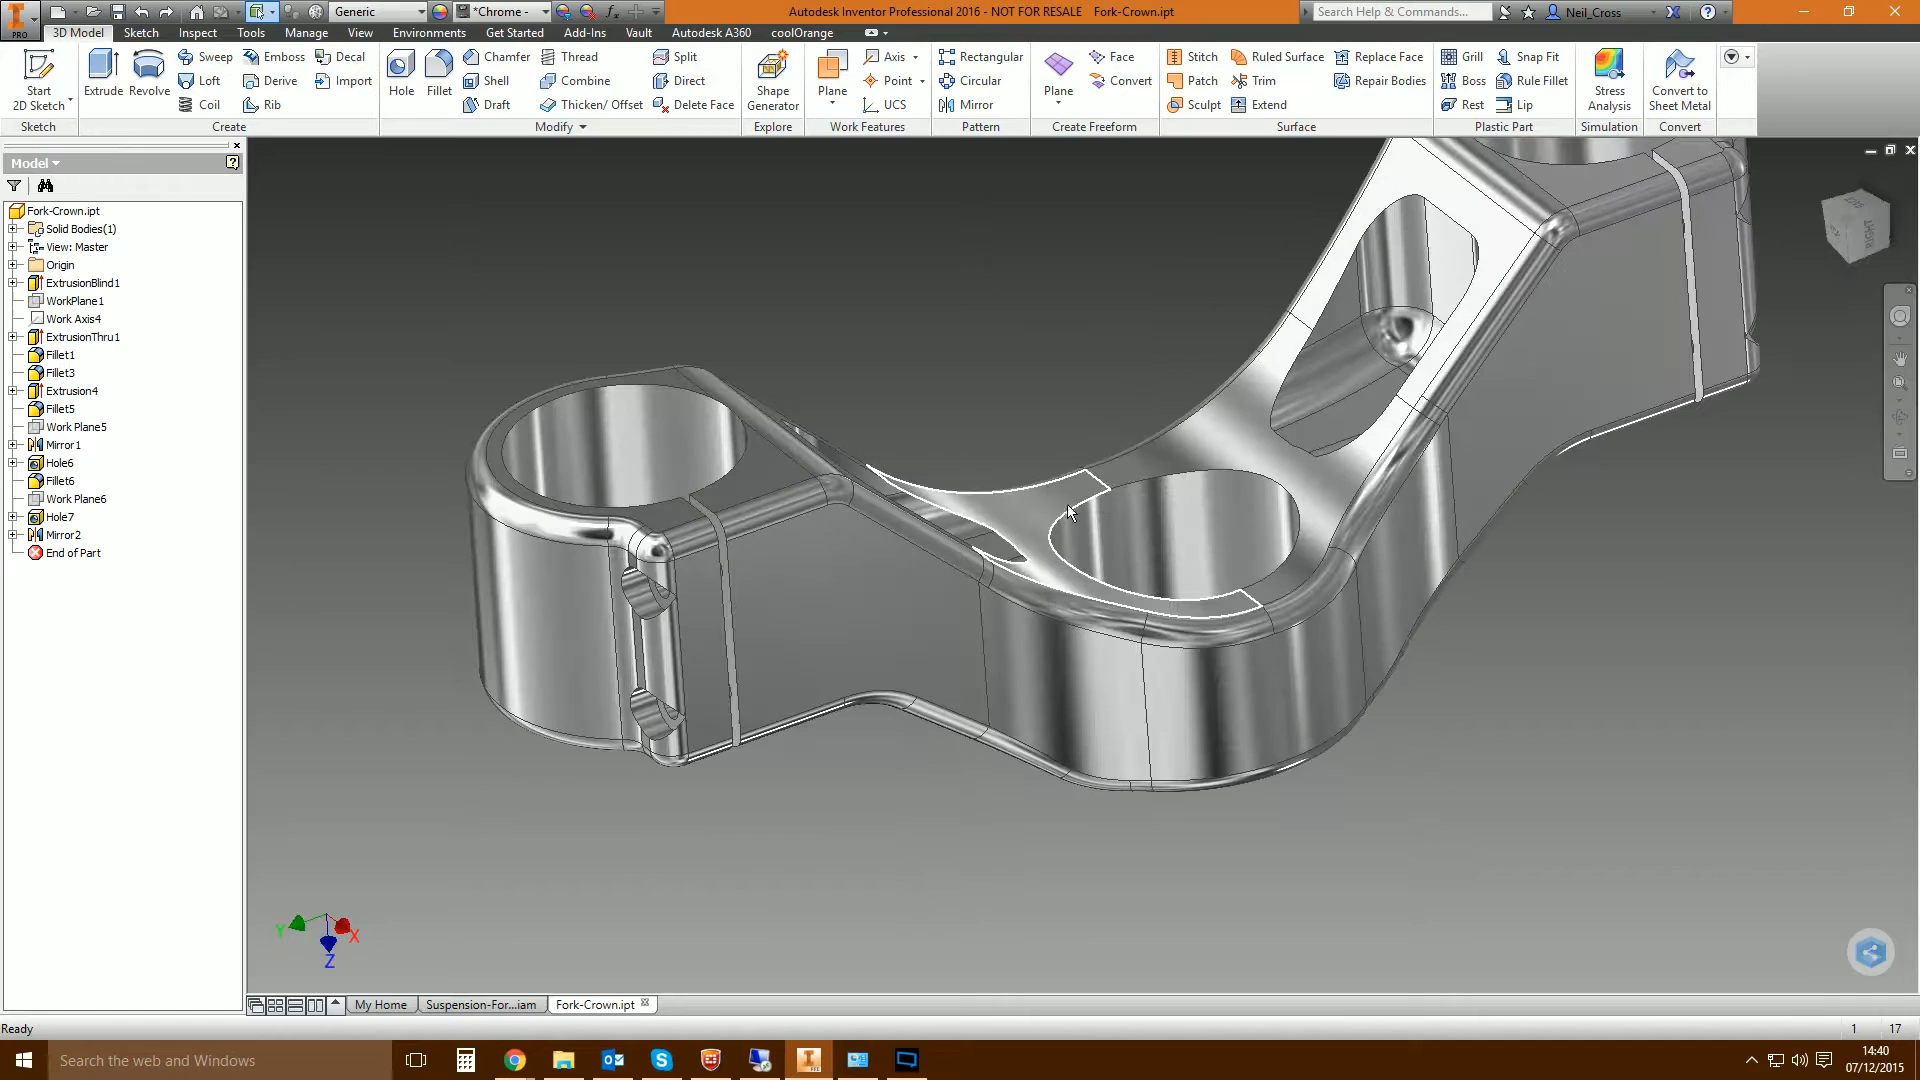 Generic
*Chrome -
Autodesk Inventor Professional 2016 - NOT FOR RESALE Fork-Crown.ipt
Search Help & Commands...
Neil_Cross
PRO
3D Model Sketch Inspect Tools Manage View Environments Get Started Add-Ins Vault Autodesk A360 coolOrange
Start
2D Sketch
Sketch
Extrude
Revolve
Sweep
Loft
Coil
Emboss
Derive
Rib
Decal
Import
Create
Hole
Fillet
Chamfer
Shell
Draft
Thread
Combine
Thicken/ Offset
Split
Direct
Delete Face
Modify
Shape
Generator
Explore
Plane
Axis
Point
UCS
Work Features
Rectangular
Circular
Mirror
Pattern
Plane
Face
Convert
Create Freeform
Stitch
Patch
Sculpt
Ruled Surface
Trim
Extend
Replace Face
Repair Bodies
Surface
Grill
Boss
Rest
Snap Fit
Rule Fillet
Lip
Plastic Part
Stress
Analysis
Simulation
Convert to
Sheet Metal
Convert
Model
Fork-Crown.ipt
Solid Bodies(1)
View: Master
Origin
ExtrusionBlind1
WorkPlane1
Work Axis4
ExtrusionThru1
Fillet1
Fillet3
Extrusion4
Fillet5
Work Plane5
Mirror1
Hole6
Fillet6
Work Plane6
Hole7
Mirror2
End of Part
Y
X
Z
My Home
Suspension-For...iam
Fork-Crown.ipt
Ready
1 17
Search the web and Windows
14:40
07/12/2015